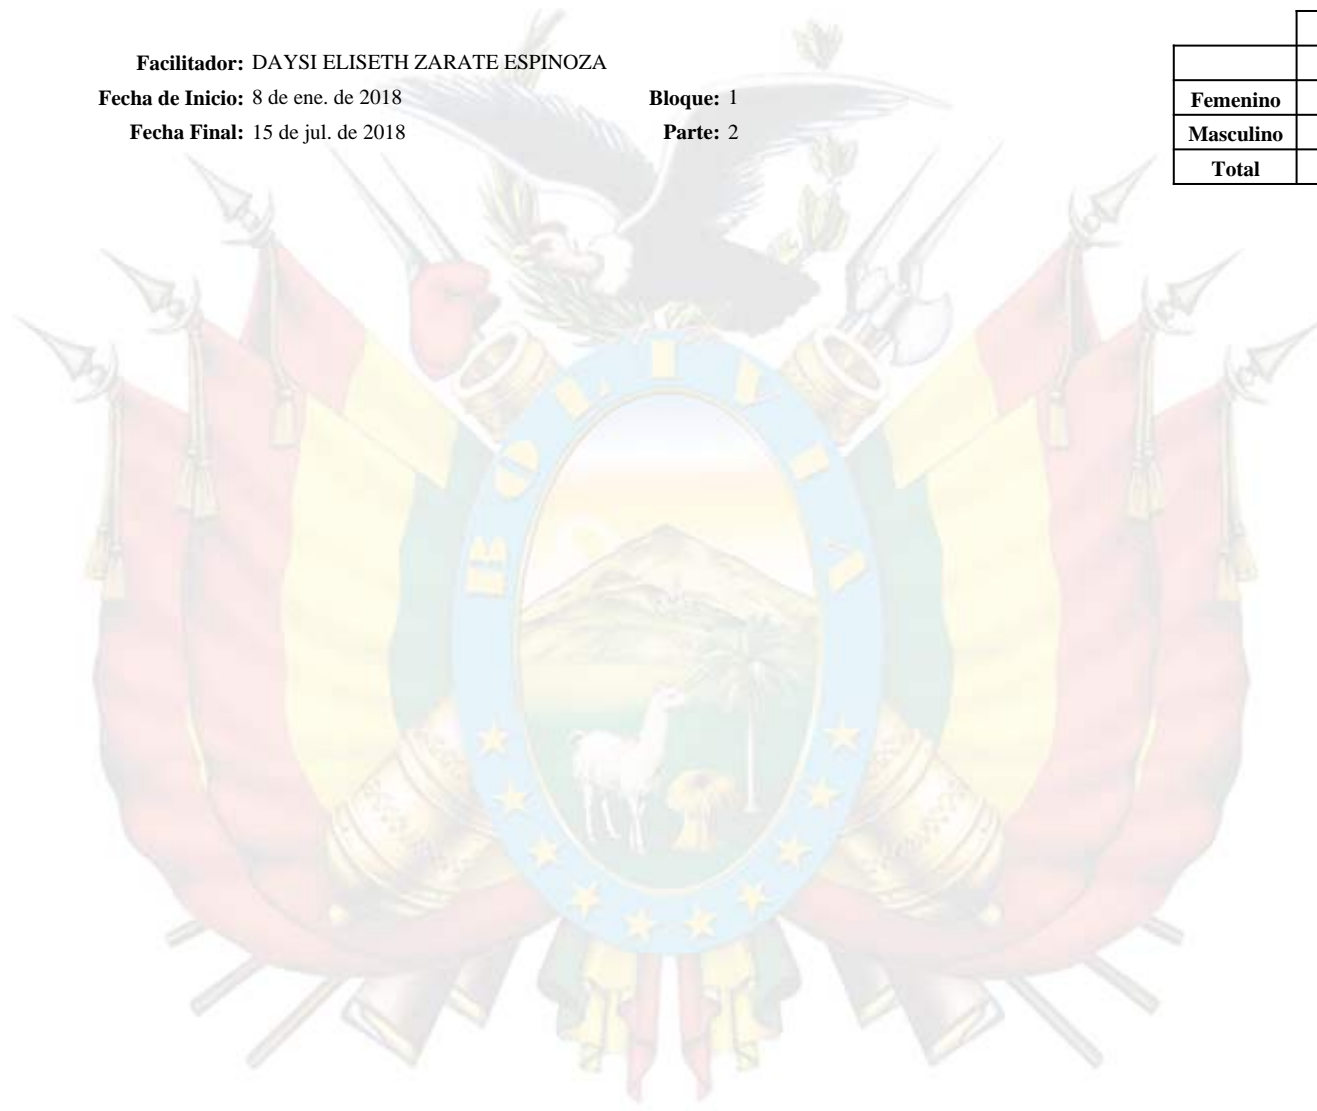 Facilitador: DAYSI ELISETH ZARATE ESPINOZA
Fecha de Inicio: 8 de ene. de 2018 Bloque: 1
Fecha Final: 15 de jul. de 2018 Parte: 2
Femenino
Masculino
Total
BOLIVIA